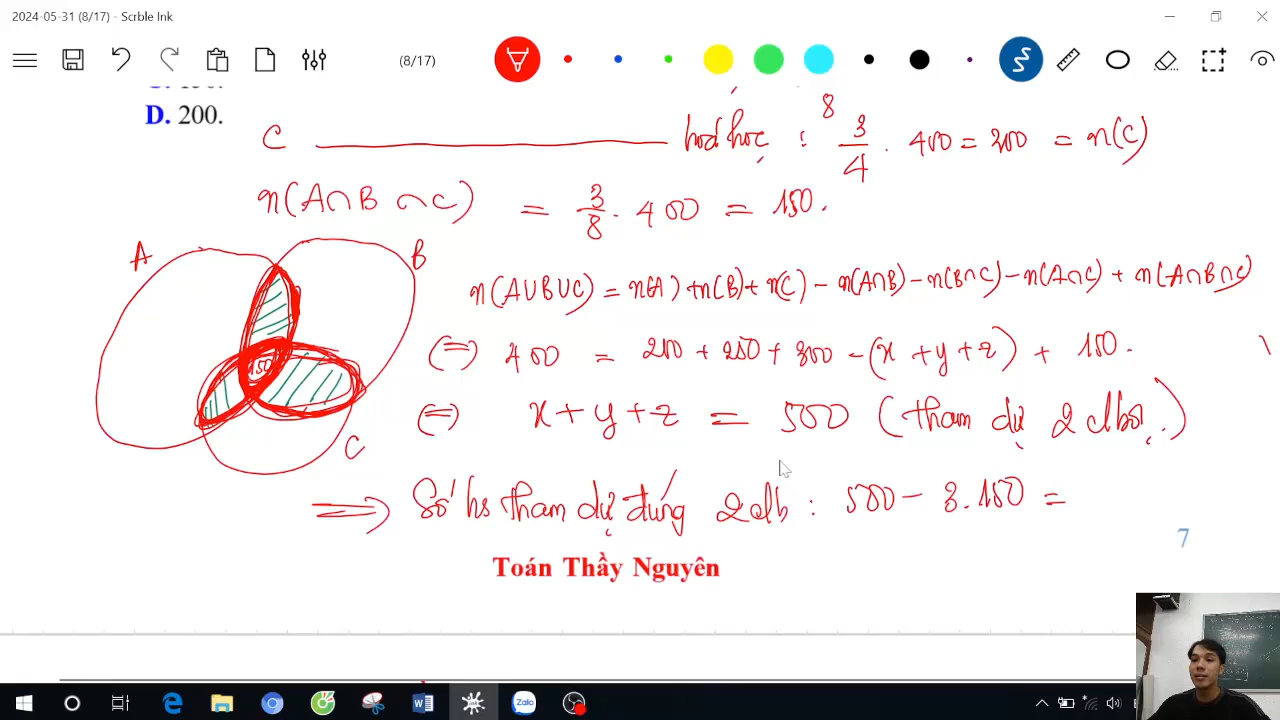 2024-05-31 (8/17) - Scrble Ink
(8/17)
D. 200.
C hoá học : 3/4 . 400 = 300 = n(C)
8
n(A∩B∩C) = 3/8 . 400 = 150.
A
B
n(A∪B∪C) = n(A) + n(B) + n(C) - n(A∩B) - n(B∩C) - n(A∩C) + n(A∩B∩C)
150
(=) 400 = 200 + 250 + 300 - (x + y + z) + 150.
(=) x + y + z = 500 (tham dự 2 clb)
C
=> Số hs tham dự đúng 2 clb : 500 - 3.150 =
7
Toán Thầy Nguyên
Zalo